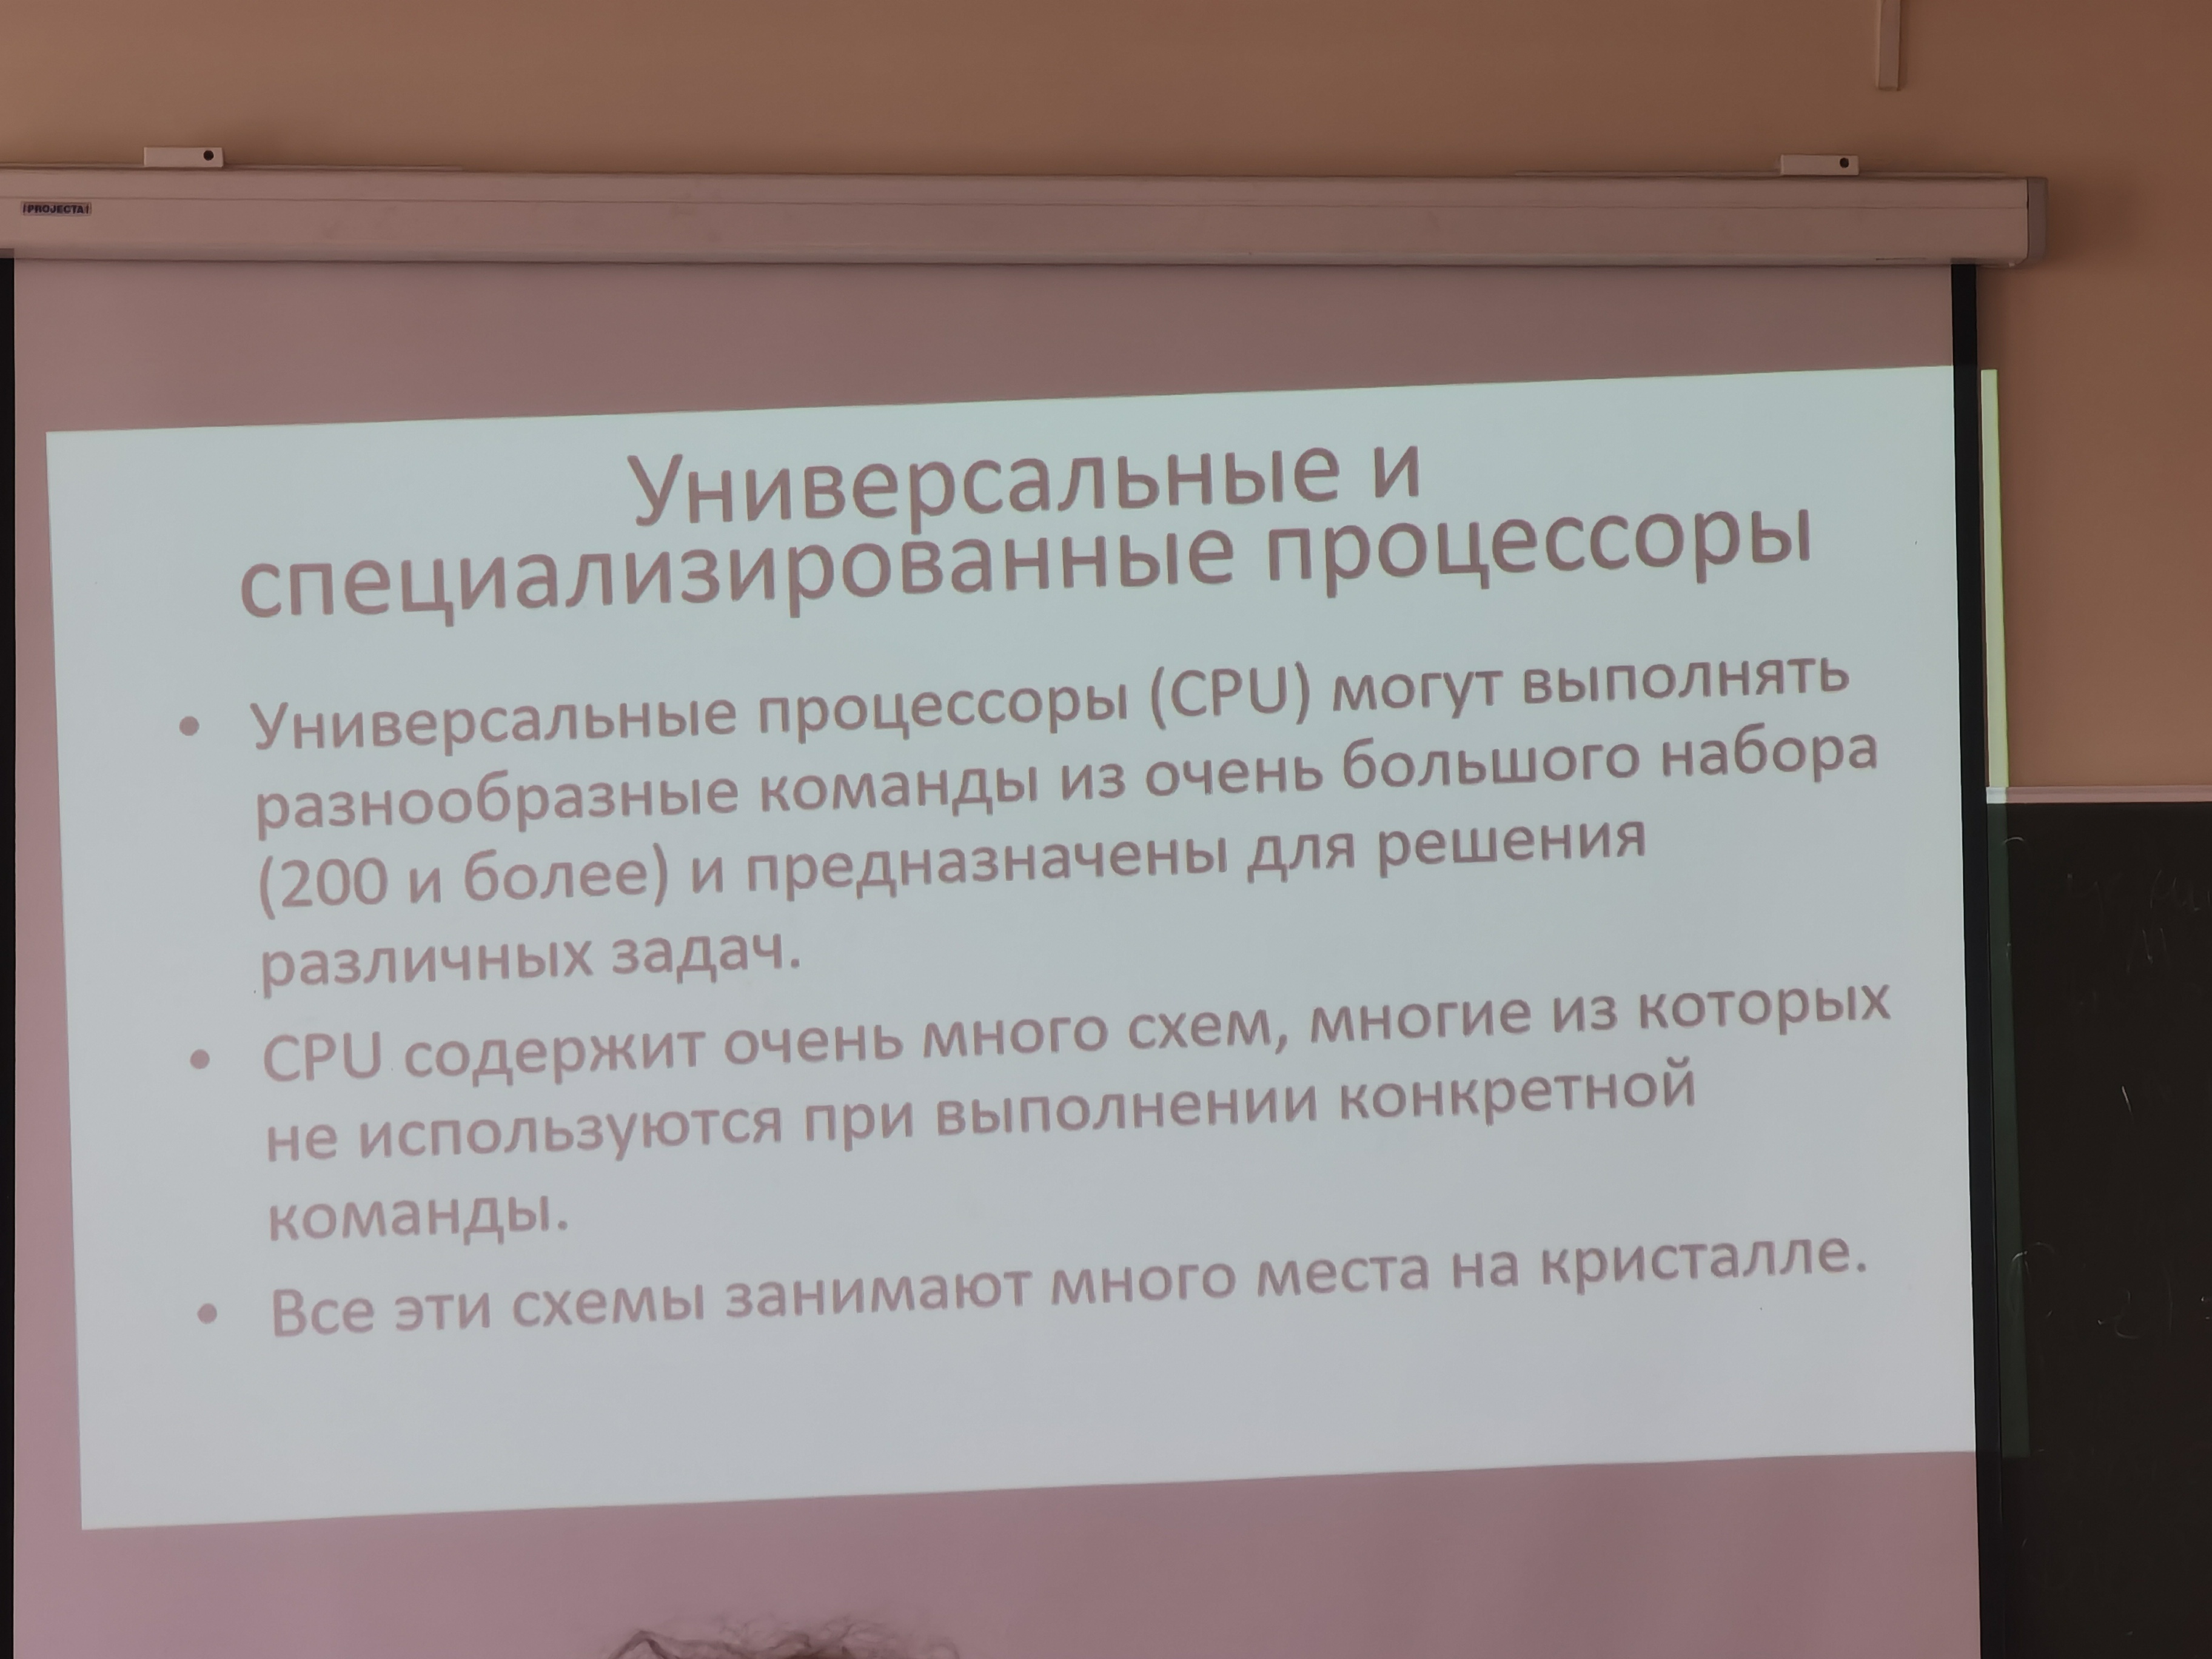 PROJECTA
Универсальные и
специализированные процессоры
• Универсальные процессоры (CPU) могут выполнять
разнообразные команды из очень большого набора
(200 и более) и предназначены для решения
различных задач.
• CPU содержит очень много схем, многие из которых
не используются при выполнении конкретной
команды.
• Все эти схемы занимают много места на кристалле.